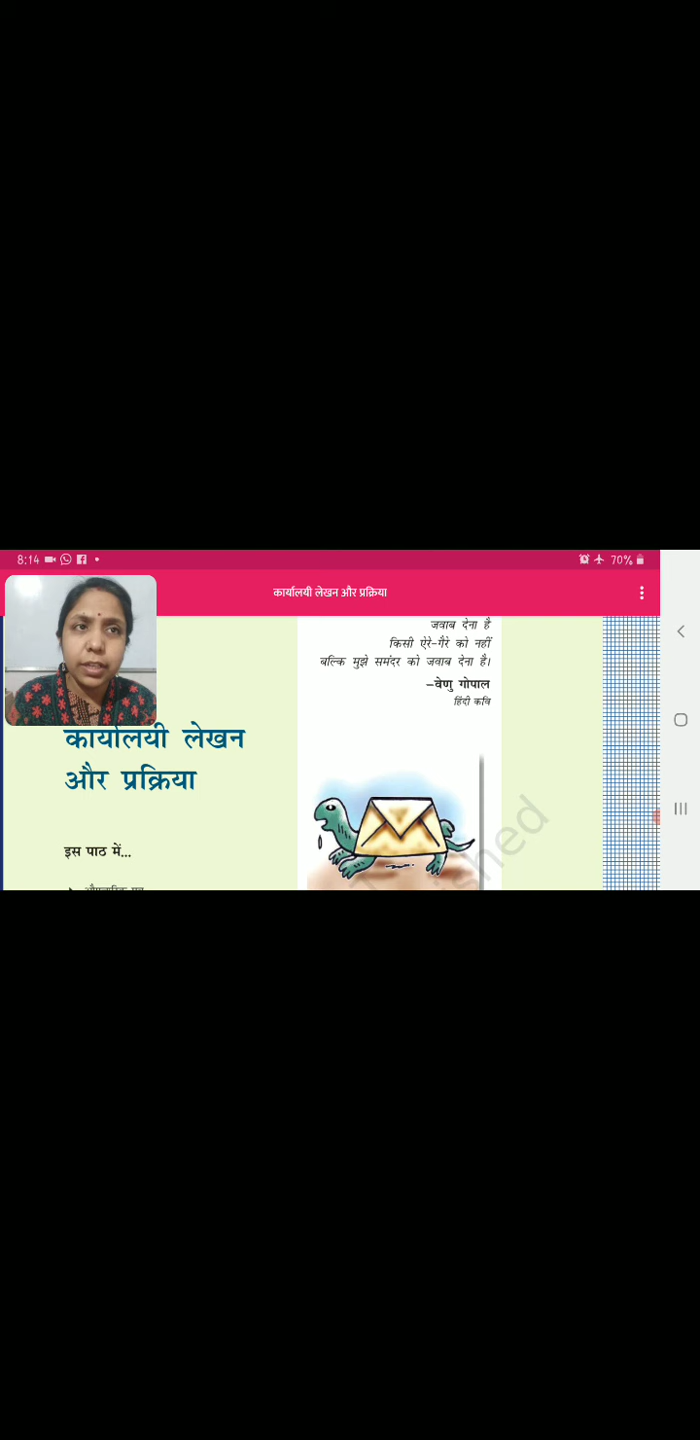 8:14
70%
कार्यालयी लेखन और प्रक्रिया
जवाब देना है
किसी ऐरे-गैरे को नहीं
बल्कि मुझे समंदर को जवाब देना है।
–वेणु गोपाल
हिंदी कवि
कार्यालयी लेखन
और प्रक्रिया
इस पाठ में...